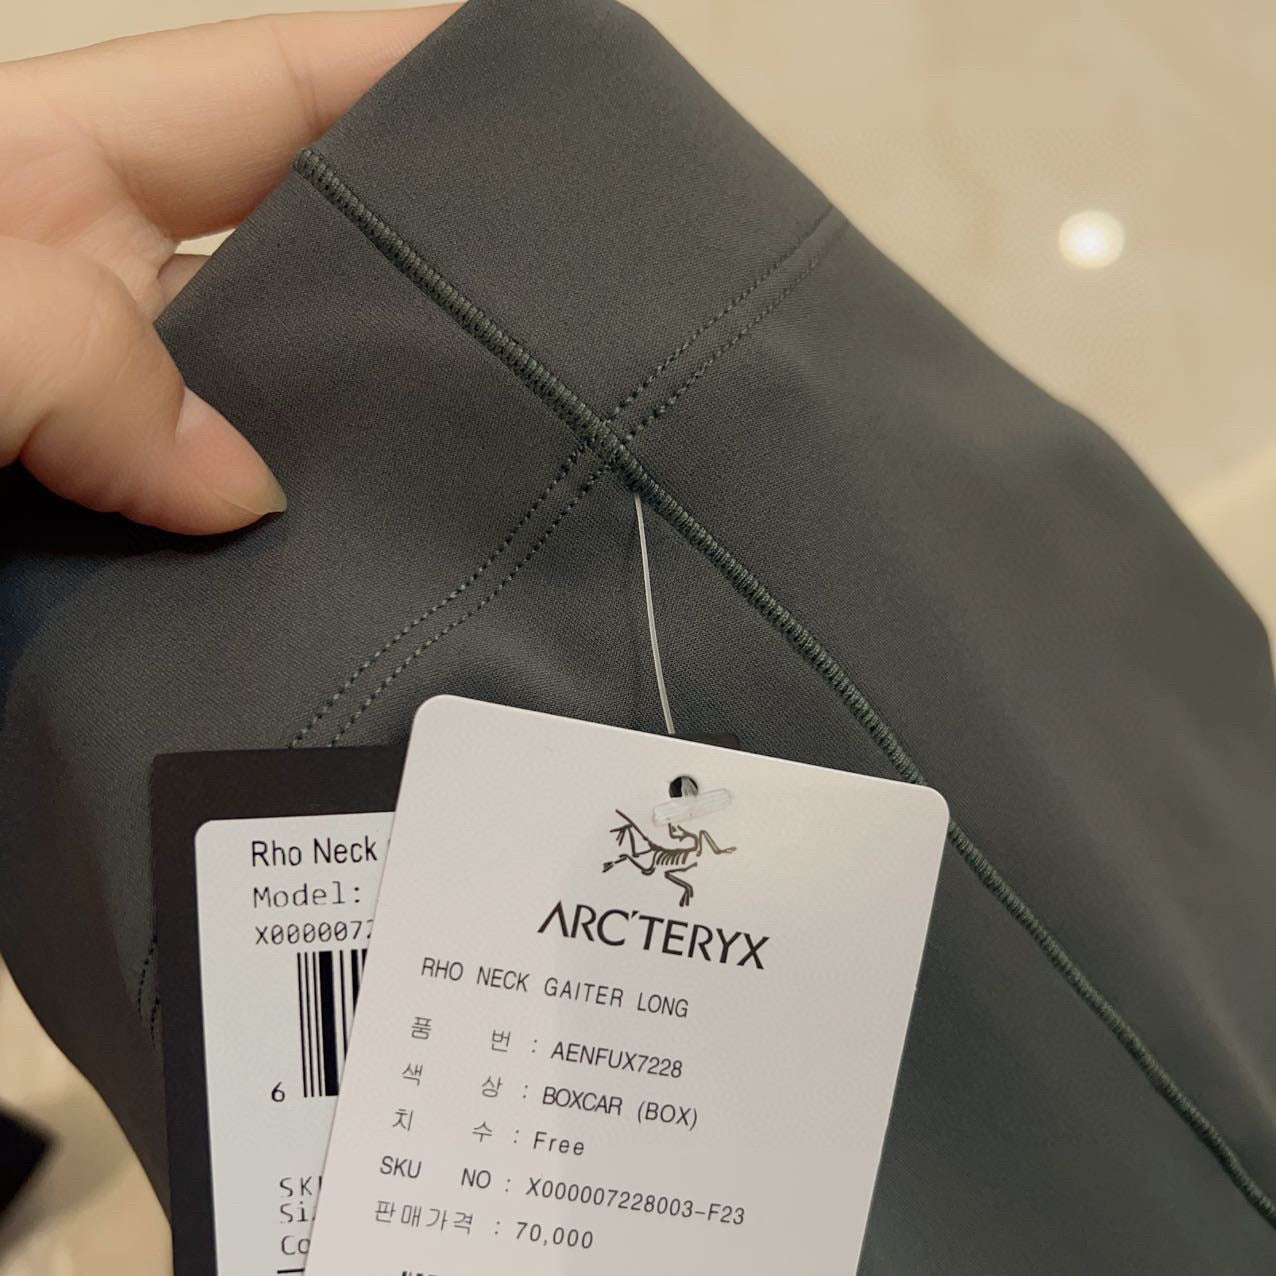 Rho Neck
Model:
X0000072
6
ARC'TERYX
RHO NECK GAITER LONG
품 번 : AENFUX7228
색 상 : BOXCAR (BOX)
치 수 : Free
SKU NO : X000007228003-F23
판매가격 : 70,000